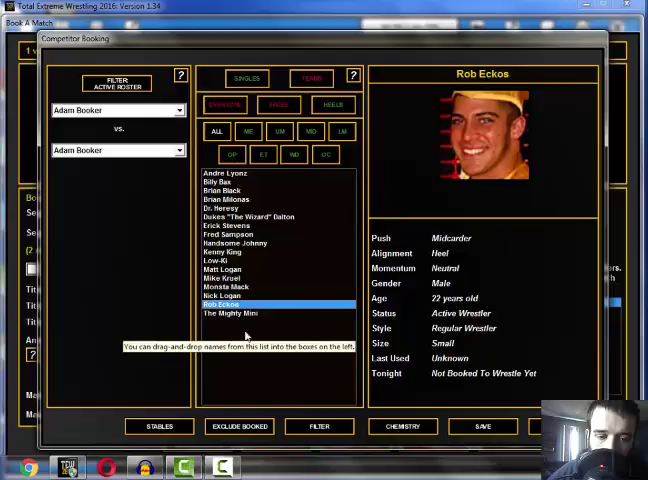 Total Extreme Wrestling 2016: Version 1.34
Book A Match
Competitor Booking
FILTER:
ACTIVE ROSTER
?
Adam Booker
vs.
Adam Booker
SINGLES
TEAMS
?
EVERYONE
FACES
HEELS
ALL
ME
UM
MID
LM
OP
ET
WD
OC
Andre Lyonz
Billy Bax
Brian Black
Brian Milonas
Dr. Heresy
Dukes "The Wizard" Dalton
Erick Stevens
Fred Sampson
Handsome Johnny
Kenny King
Low-Ki
Matt Logan
Mike Kruel
Monsta Mack
Nick Logan
Rob Eckos
The Mighty Mini
You can drag-and-drop names from this list into the boxes on the left.
Rob Eckos
Push Midcarder
Alignment Heel
Momentum Neutral
Gender Male
Age 22 years old
Status Active Wrestler
Style Regular Wrestler
Size Small
Last Used Unknown
Tonight Not Booked To Wrestle Yet
STABLES
EXCLUDE BOOKED
FILTER
CHEMISTRY
SAVE